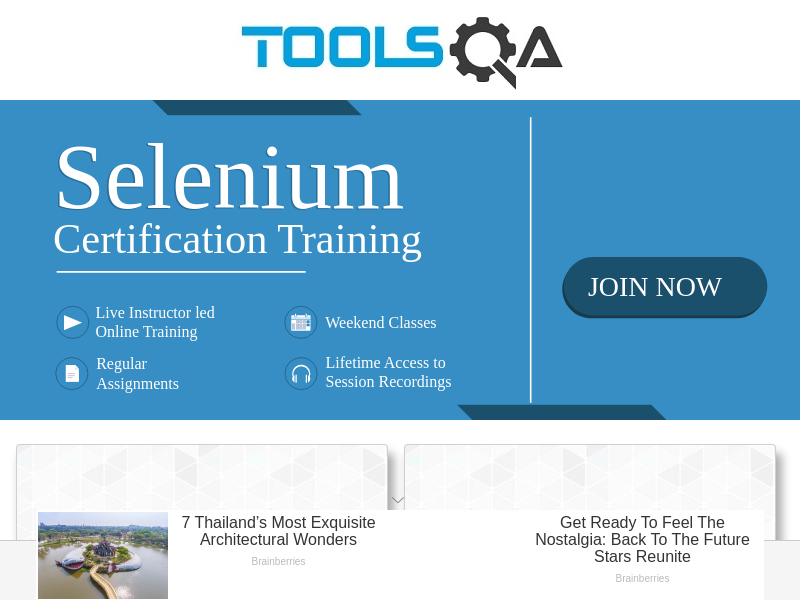 TOOLSQA
Selenium
Certification Training
JOIN NOW
Live Instructor led
Online Training
Weekend Classes
Regular
Assignments
Lifetime Access to
Session Recordings
7 Thailand’s Most Exquisite
Architectural Wonders
Brainberries
Get Ready To Feel The
Nostalgia: Back To The Future
Stars Reunite
Brainberries